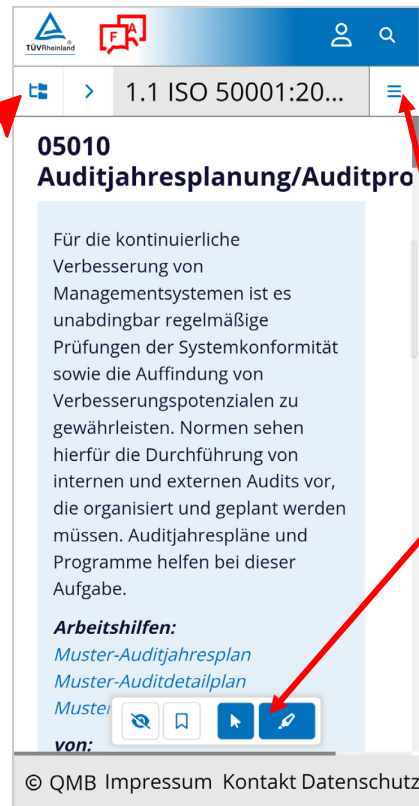 TÜVRheinland®
F A
1.1 ISO 50001:20...
05010
Auditjahresplanung/Auditpro
Für die kontinuierliche
Verbesserung von
Managementsystemen ist es
unabdingbar regelmäßige
Prüfungen der Systemkonformität
sowie die Auffindung von
Verbesserungspotenzialen zu
gewährleisten. Normen sehen
hierfür die Durchführung von
internen und externen Audits vor,
die organisiert und geplant werden
müssen. Auditjahrespläne und
Programme helfen bei dieser
Aufgabe.
Arbeitshilfen:
Muster-Auditjahresplan
Muster-Auditdetailplan
Muster
von:
© QMB Impressum Kontakt Datenschutz